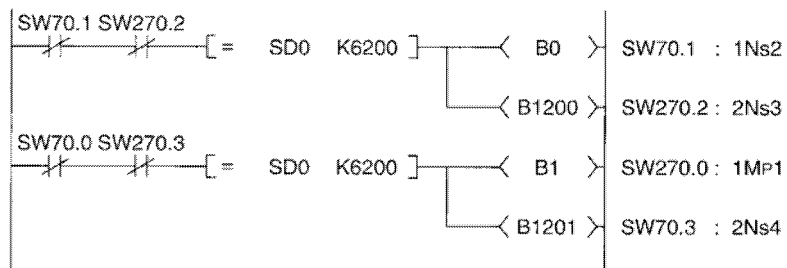 SW70.1 SW270.2
[ = SD0 K6200 ] B0 SW70.1 : 1Ns2
B1200 SW270.2 : 2Ns3
SW70.0 SW270.3
[ = SD0 K6200 ] B1 SW270.0 : 1MP1
B1201 SW70.3 : 2Ns4